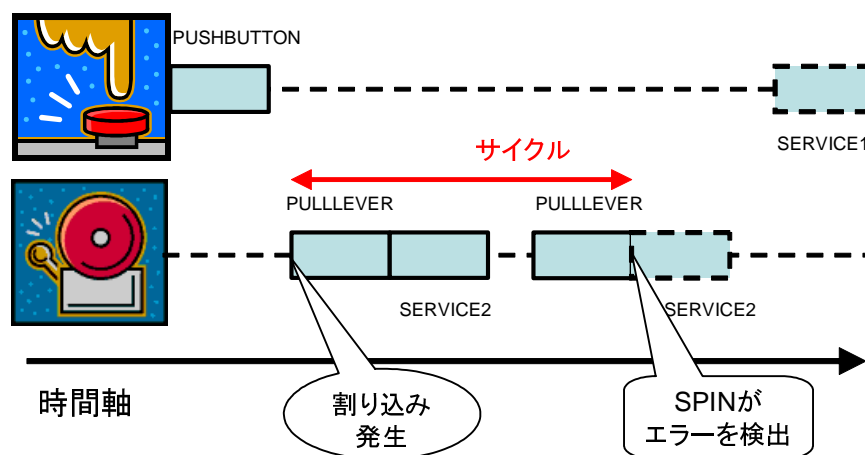 PUSHBUTTON
SERVICE1
サイクル
PULLLEVER
PULLLEVER
SERVICE2
SERVICE2
時間軸
割り込み
発生
SPINが
エラーを検出